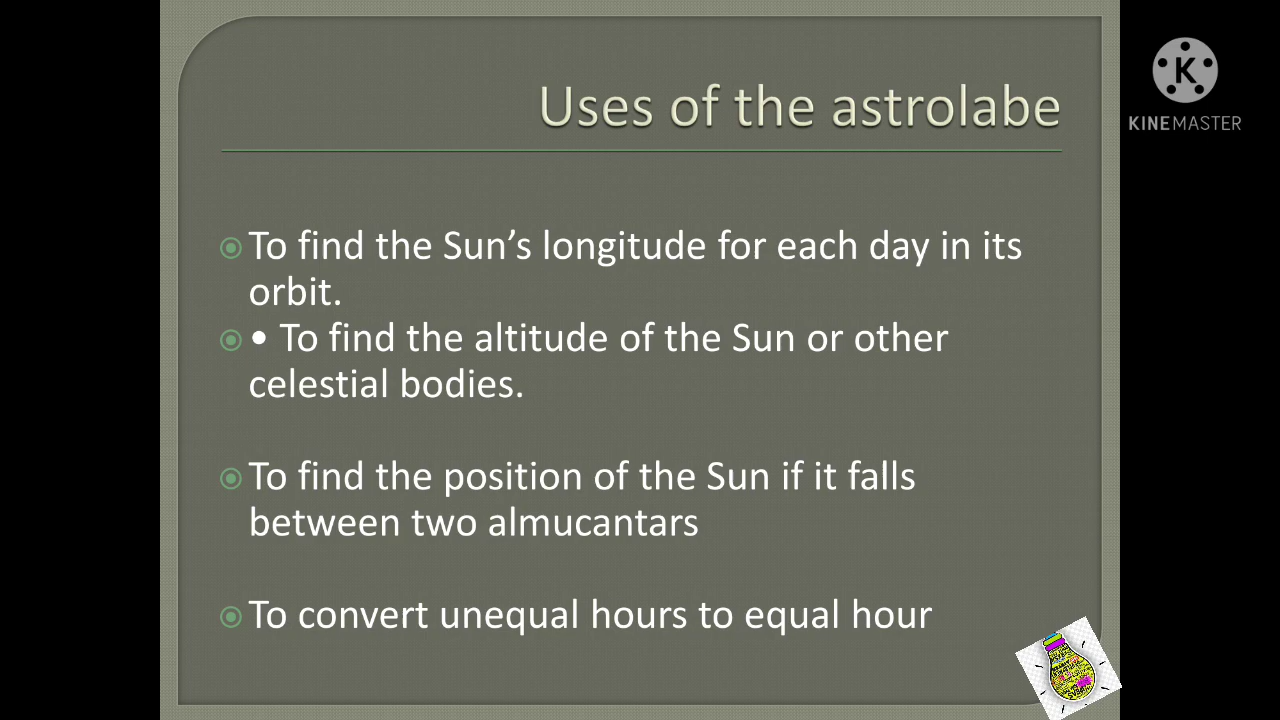 Uses of the astrolabe
K
KINEMASTER
To find the Sun’s longitude for each day in its
orbit.
• To find the altitude of the Sun or other
celestial bodies.
To find the position of the Sun if it falls
between two almucantars
To convert unequal hours to equal hour